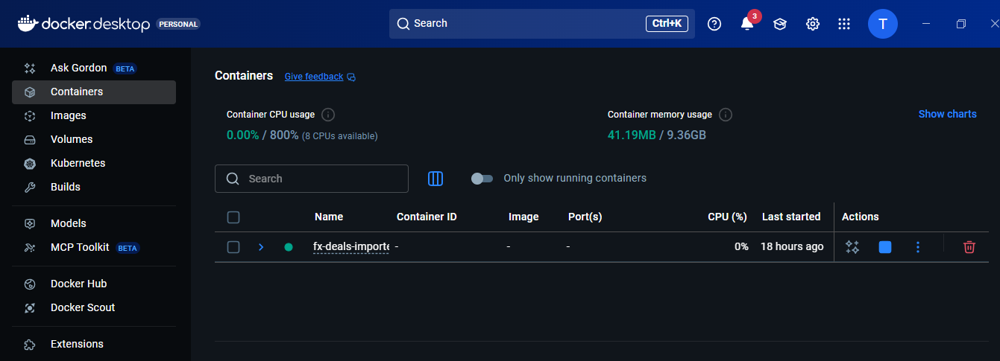 docker.desktop PERSONAL
Search Ctrl+K
3
T
Ask Gordon BETA
Containers
Images
Volumes
Kubernetes
Builds
Models
MCP Toolkit BETA
Docker Hub
Docker Scout
Extensions
Containers Give feedback
Container CPU usage
0.00% / 800% (8 CPUs available)
Container memory usage
41.19MB / 9.36GB
Show charts
Search
Only show running containers
Name Container ID Image Port(s) CPU (%) Last started Actions
fx-deals-importe - - - 0% 18 hours ago